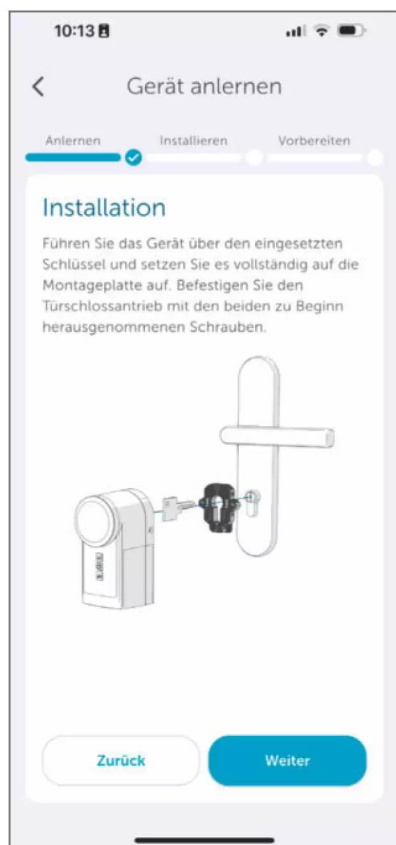 10:13
Gerät anlernen
Anlernen Installieren Vorbereiten
Installation
Führen Sie das Gerät über den eingesetzten
Schlüssel und setzen Sie es vollständig auf die
Montageplatte auf. Befestigen Sie den
Türschlossantrieb mit den beiden zu Beginn
herausgenommenen Schrauben.
Zurück Weiter